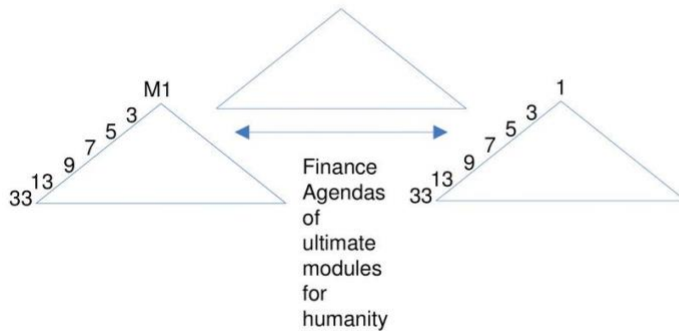 M1
3
5
7
9
13
33
Finance
Agendas
of
ultimate
modules
for
humanity
1
3
5
7
9
13
33